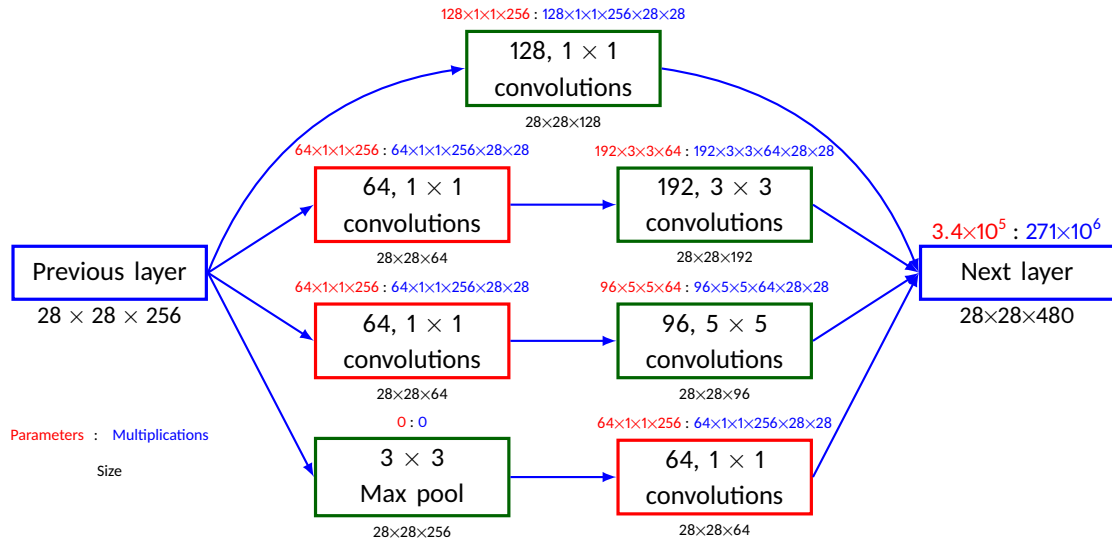 128×1×1×256 : 128×1×1×256×28×28
128, 1 × 1
convolutions
28×28×128
64×1×1×256 : 64×1×1×256×28×28
64, 1 × 1
convolutions
28×28×64
192×3×3×64 : 192×3×3×64×28×28
192, 3 × 3
convolutions
28×28×192
Previous layer
28 × 28 × 256
3.4×10⁵ : 271×10⁶
Next layer
28×28×480
64×1×1×256 : 64×1×1×256×28×28
64, 1 × 1
convolutions
28×28×64
96×5×5×64 : 96×5×5×64×28×28
96, 5 × 5
convolutions
28×28×96
Parameters : Multiplications
Size
0 : 0
3 × 3
Max pool
28×28×256
64×1×1×256 : 64×1×1×256×28×28
64, 1 × 1
convolutions
28×28×64